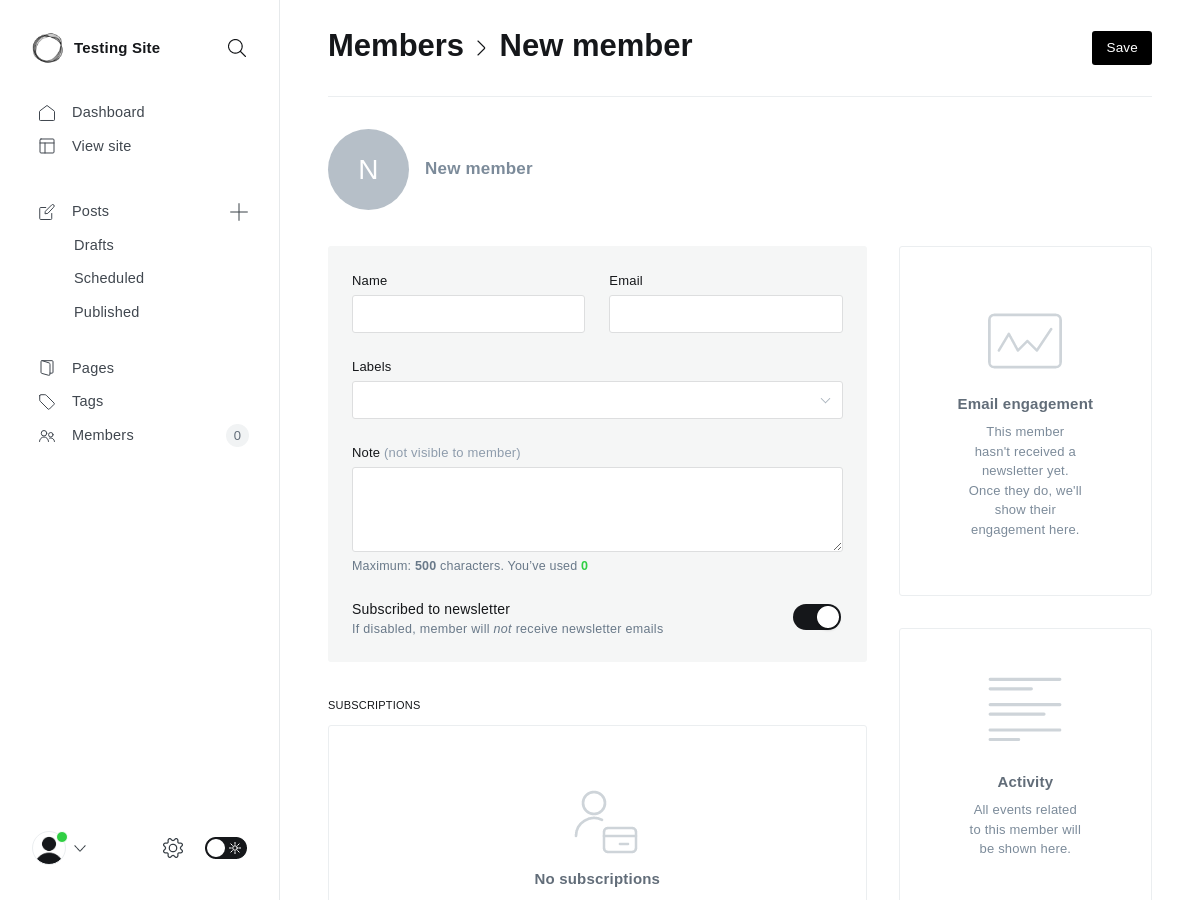 Testing Site
Dashboard
View site
Posts
Drafts
Scheduled
Published
Pages
Tags
Members
0
Members New member
Save
N
New member
Name
Email
Labels
Note (not visible to member)
Maximum: 500 characters. You’ve used 0
Subscribed to newsletter
If disabled, member will not receive newsletter emails
SUBSCRIPTIONS
No subscriptions
Email engagement
This member
hasn't received a
newsletter yet.
Once they do, we'll
show their
engagement here.
Activity
All events related
to this member will
be shown here.